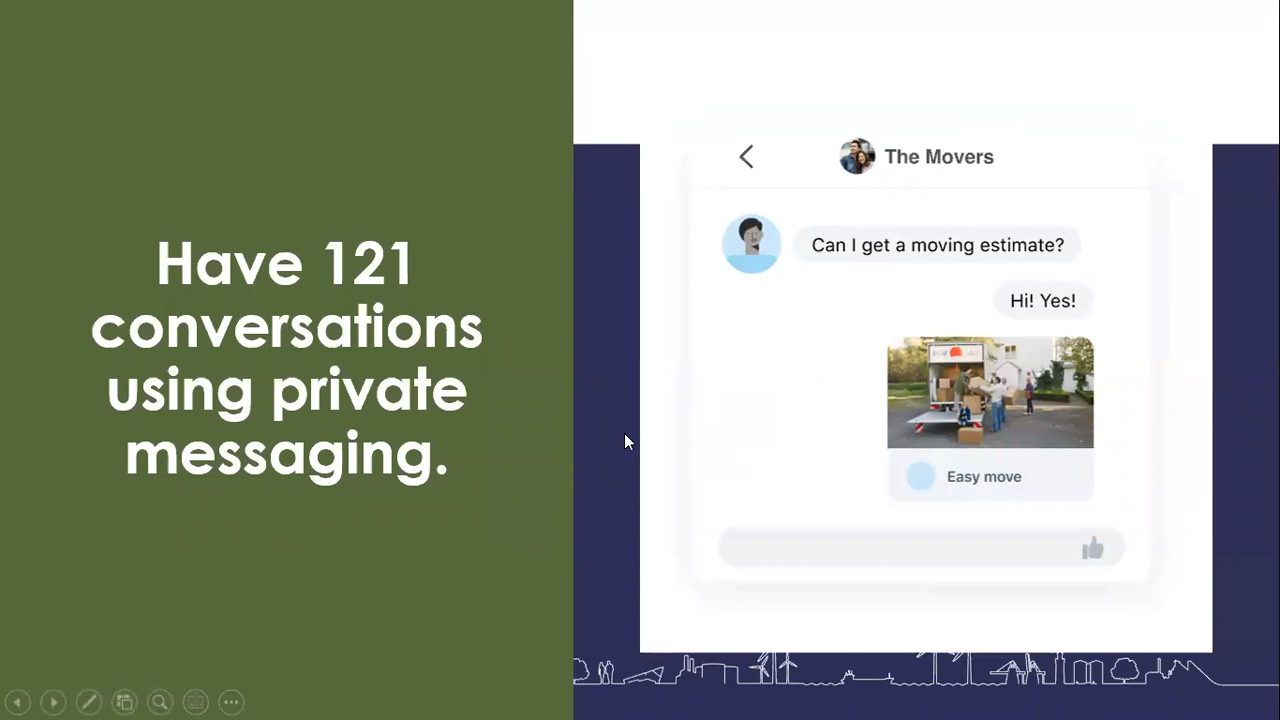 Have 121
conversations
using private
messaging.
The Movers
Can I get a moving estimate?
Hi! Yes!
Easy move